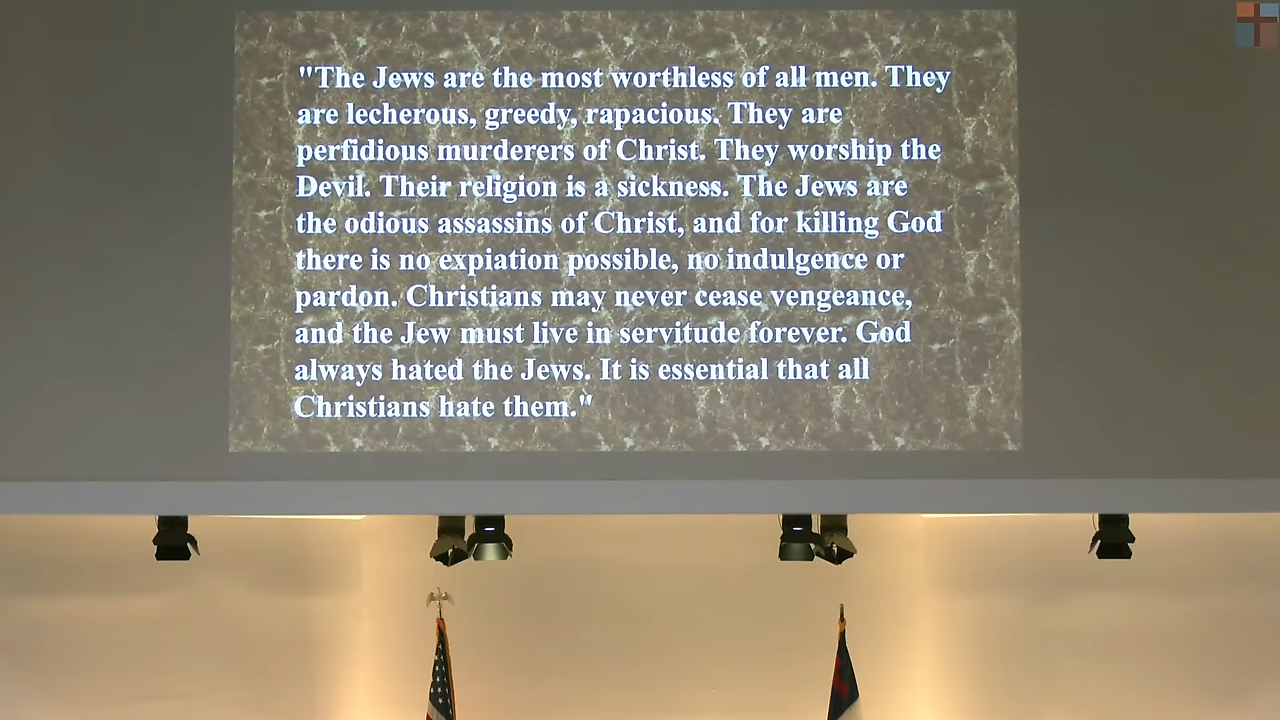 "The Jews are the most worthless of all men. They
are lecherous, greedy, rapacious. They are
perfidious murderers of Christ. They worship the
Devil. Their religion is a sickness. The Jews are
the odious assassins of Christ, and for killing God
there is no expiation possible, no indulgence or
pardon. Christians may never cease vengeance,
and the Jew must live in servitude forever. God
always hated the Jews. It is essential that all
Christians hate them."